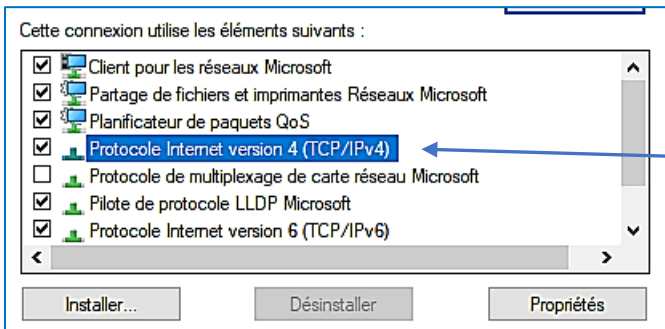 Cette connexion utilise les éléments suivants :
Client pour les réseaux Microsoft
Partage de fichiers et imprimantes Réseaux Microsoft
Planificateur de paquets QoS
Protocole Internet version 4 (TCP/IPv4)
Protocole de multiplexage de carte réseau Microsoft
Pilote de protocole LLDP Microsoft
Protocole Internet version 6 (TCP/IPv6)
Installer... Désinstaller Propriétés